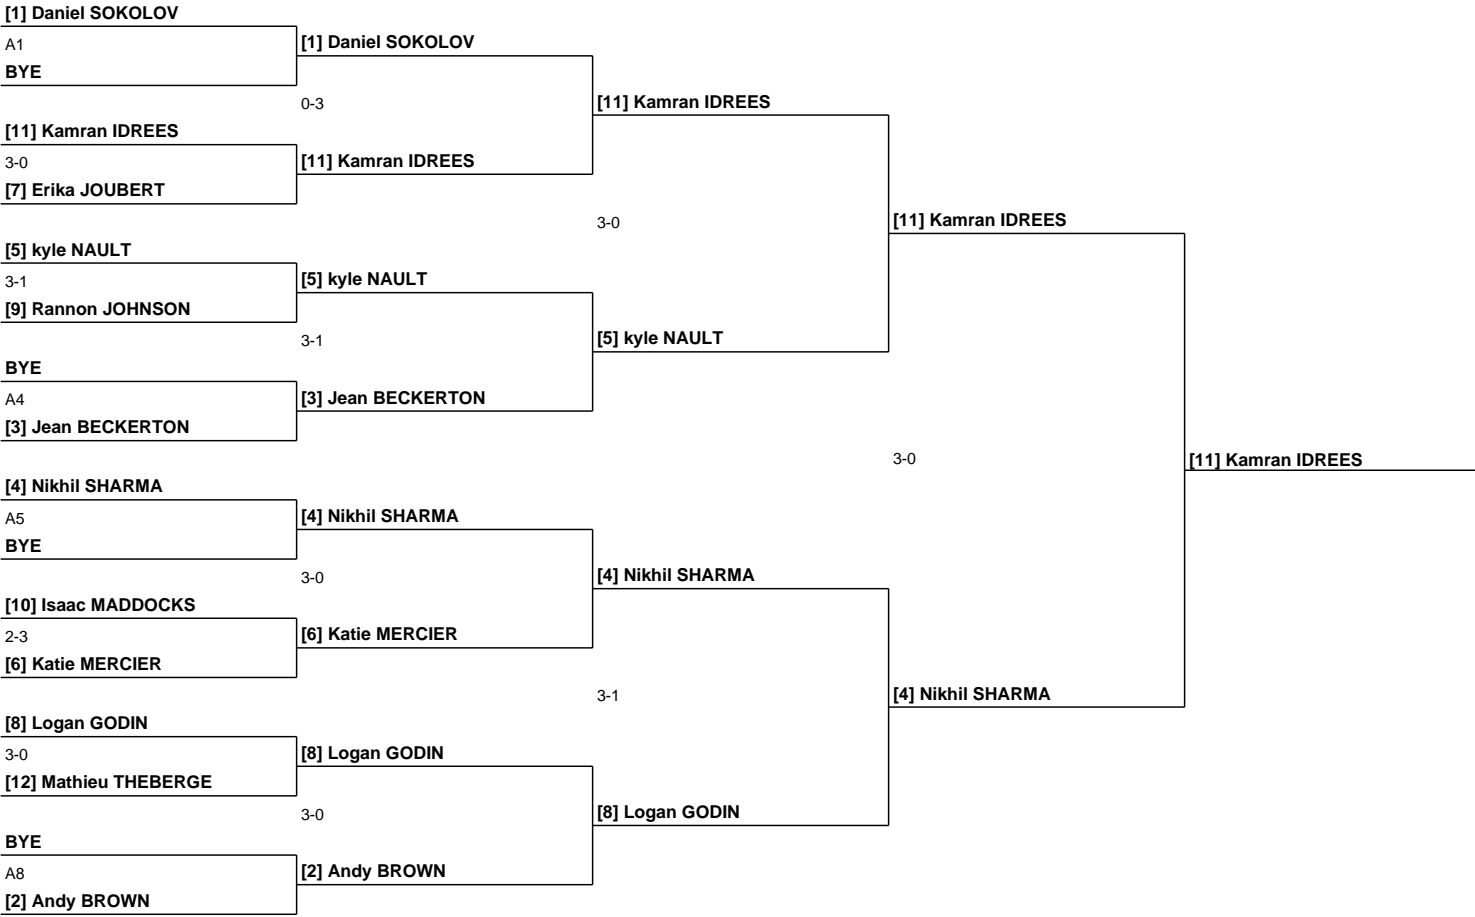 [1] Daniel SOKOLOV
A1
BYE
[1] Daniel SOKOLOV
0-3
[11] Kamran IDREES
[11] Kamran IDREES
3-0
[7] Erika JOUBERT
[11] Kamran IDREES
3-0
[11] Kamran IDREES
[5] kyle NAULT
3-1
[9] Rannon JOHNSON
[5] kyle NAULT
3-1
[5] kyle NAULT
BYE
A4
[3] Jean BECKERTON
[3] Jean BECKERTON
3-0
[11] Kamran IDREES
[4] Nikhil SHARMA
A5
BYE
[4] Nikhil SHARMA
3-0
[4] Nikhil SHARMA
[10] Isaac MADDOCKS
2-3
[6] Katie MERCIER
[6] Katie MERCIER
3-1
[4] Nikhil SHARMA
[8] Logan GODIN
3-0
[12] Mathieu THEBERGE
[8] Logan GODIN
3-0
[8] Logan GODIN
BYE
A8
[2] Andy BROWN
[2] Andy BROWN